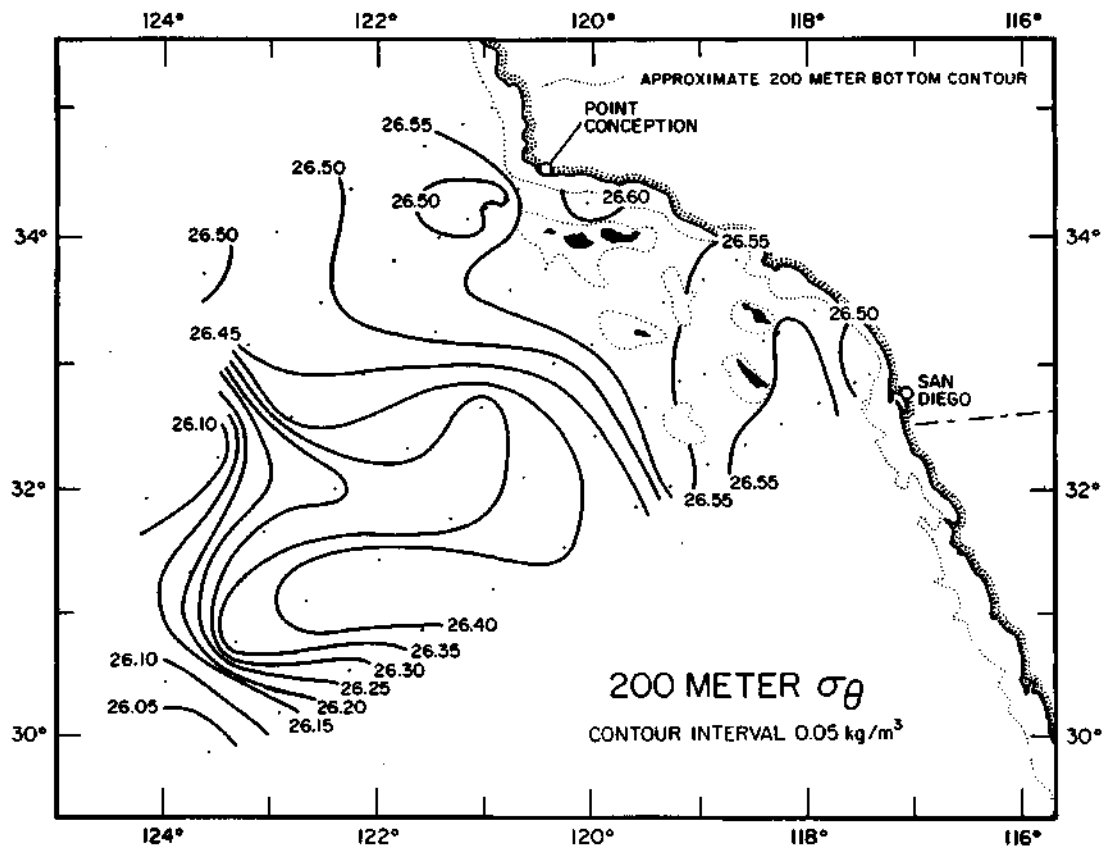 124° 122° 120° 118° 116°
APPROXIMATE 200 METER BOTTOM CONTOUR
POINT
CONCEPTION
26.55
26.50
26.50
26.60
26.50
34°
26.55
34°
26.50
26.45
SAN
DIEGO
26.10
32°
26.55
26.55
32°
26.40
26.35
26.30
26.25
26.20
26.15
26.10
26.05
200 METER σθ
CONTOUR INTERVAL 0.05 kg/m³
30°
30°
124° 122° 120° 118° 116°